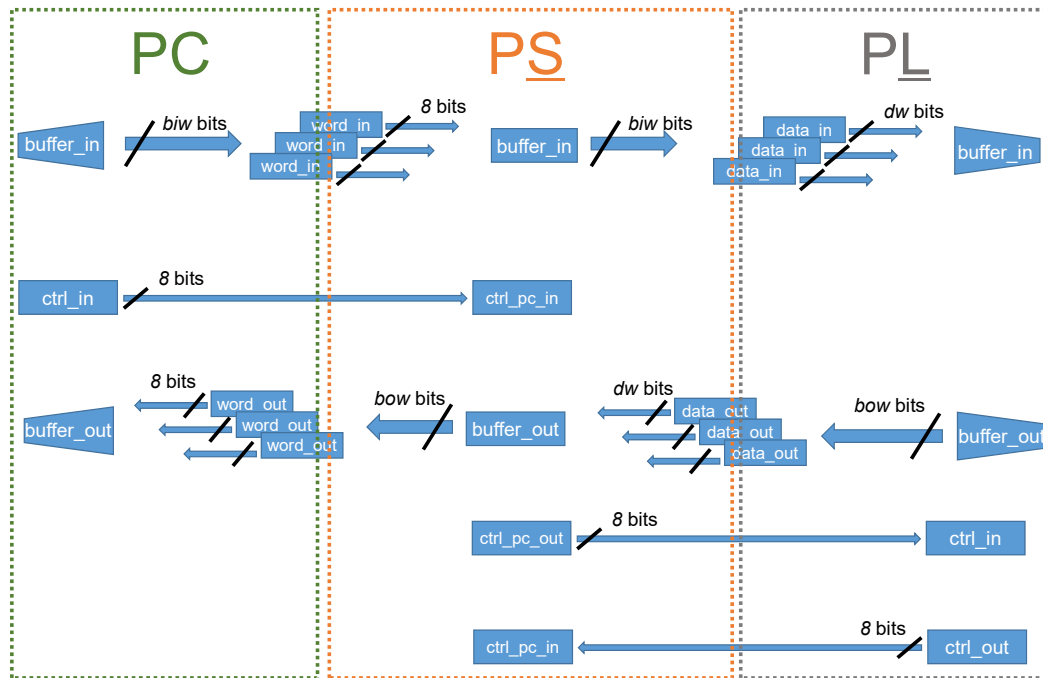 PC
PS
PL
buffer_in
biw bits
word_in
word_in
word_in
8 bits
buffer_in
biw bits
data_in
data_in
data_in
dw bits
buffer_in
ctrl_in
8 bits
ctrl_pc_in
buffer_out
8 bits
word_out
word_out
word_out
bow bits
buffer_out
dw bits
data_out
data_out
data_out
bow bits
buffer_out
ctrl_pc_out
8 bits
ctrl_in
ctrl_pc_in
8 bits
ctrl_out